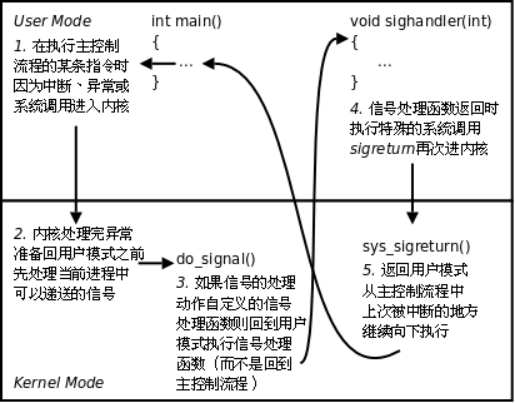 User Mode
int main()
{
...
}
1. 在执行主控制
流程的某条指令时
因为中断、异常或
系统调用进入内核
void sighandler(int)
{
...
}
4. 信号处理函数返回时
执行特殊的系统调用
sigreturn再次进内核
2. 内核处理完异常
准备回用户模式之前
先处理当前进程中
可以递送的信号
do_signal()
3. 如果信号的处理
动作自定义的信号
处理函数则回到用户
模式执行信号处理
函数（而不是回到
主控制流程）
sys_sigreturn()
5. 返回用户模式
从主控制流程中
上次被中断的地方
继续向下执行
Kernel Mode